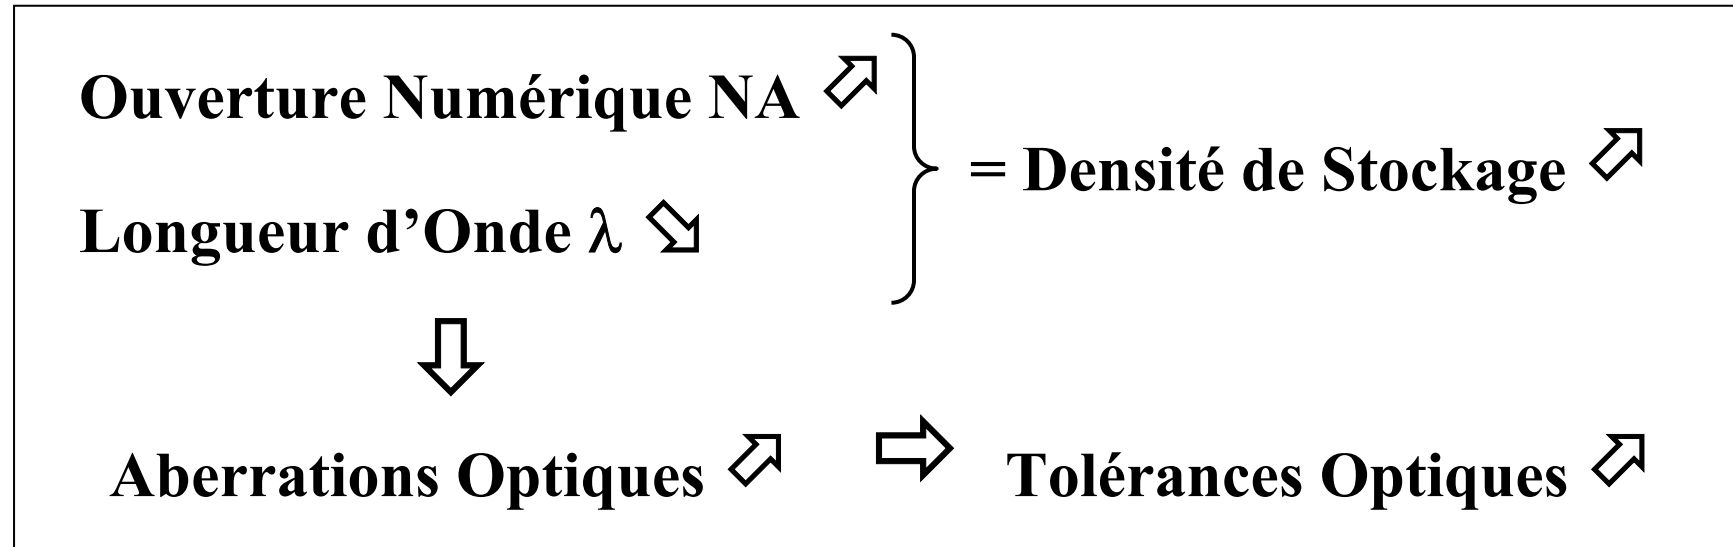 Ouverture Numérique NA
= Densité de Stockage
Longueur d’Onde λ
Aberrations Optiques
Tolérances Optiques